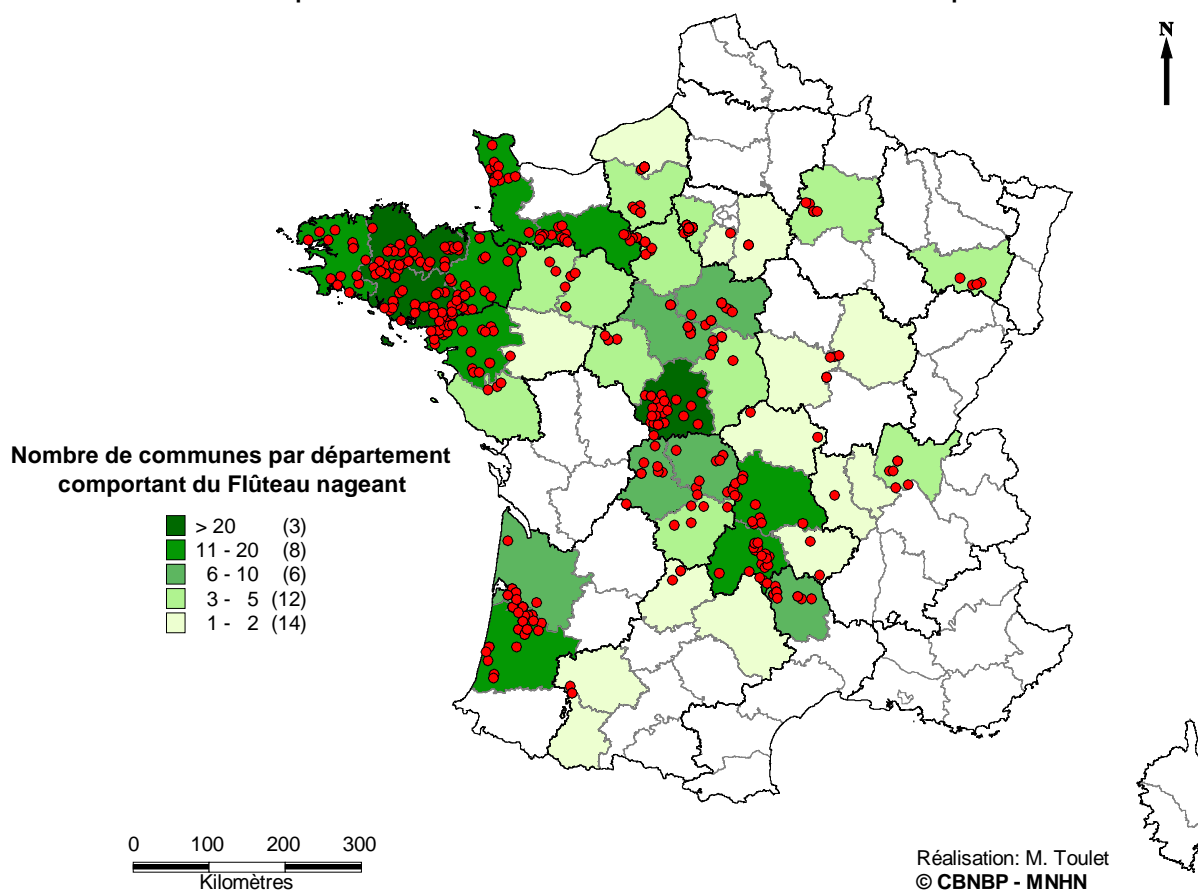 N
Nombre de communes par département
comportant du Flûteau nageant
> 20 (3)
11 - 20 (8)
6 - 10 (6)
3 - 5 (12)
1 - 2 (14)
0 100 200 300
Kilomètres
Réalisation: M. Toulet
© CBNBP - MNHN